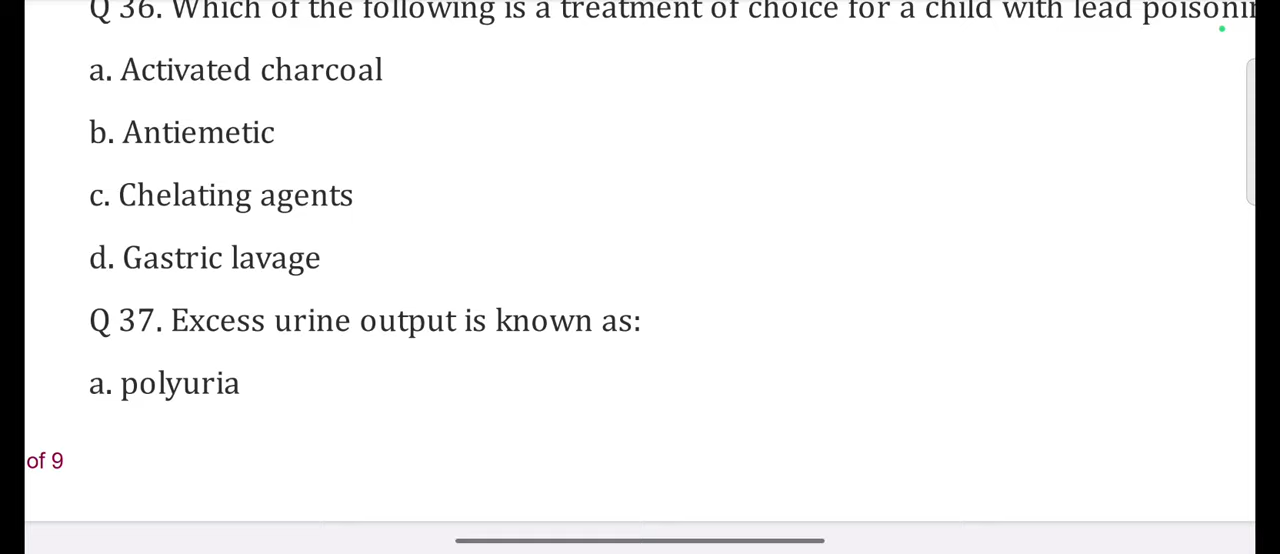 Q 36. Which of the following is a treatment of choice for a child with lead
a. Activated charcoal
b. Antiemetic
c. Chelating agents
d. Gastric lavage
Q 37. Excess urine output is known as:
a. polyuria
of 9